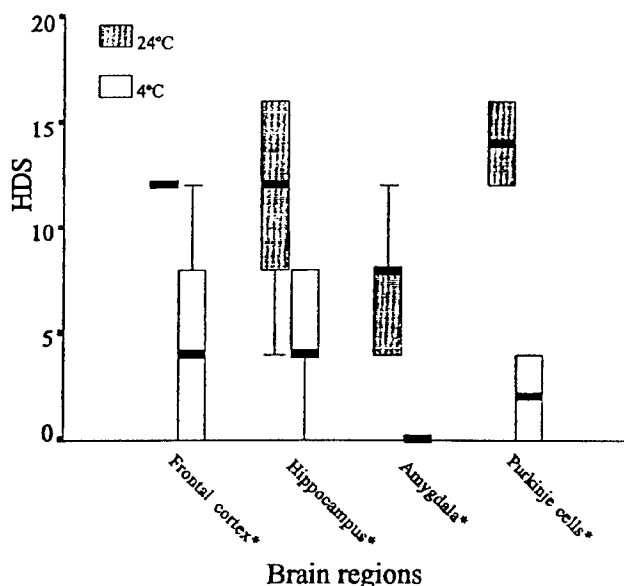 20
24°C
4°C
15
HDS
10
5
0
Frontal cortex*
Hippocampus*
Amygdala*
Purkinje cells*
Brain regions